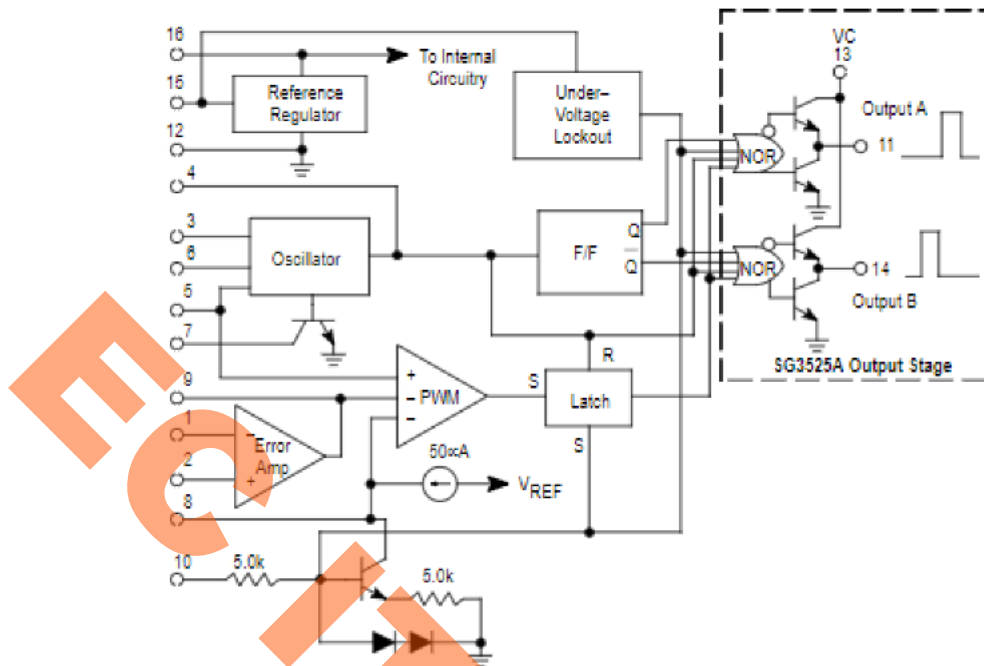 16
To Internal
Circuitry
15
Reference
Regulator
12
Under–
Voltage
Lockout
4
3
6
Oscillator
5
7
F/F
Q
Q
9
1
2
Error
Amp
8
PWM
+
–
–
–
+
S
R
Latch
S
50∝A
VREF
10
5.0k
5.0k
VC
13
Output A
NOR
11
NOR
14
Output B
SG3525A Output Stage
E
C